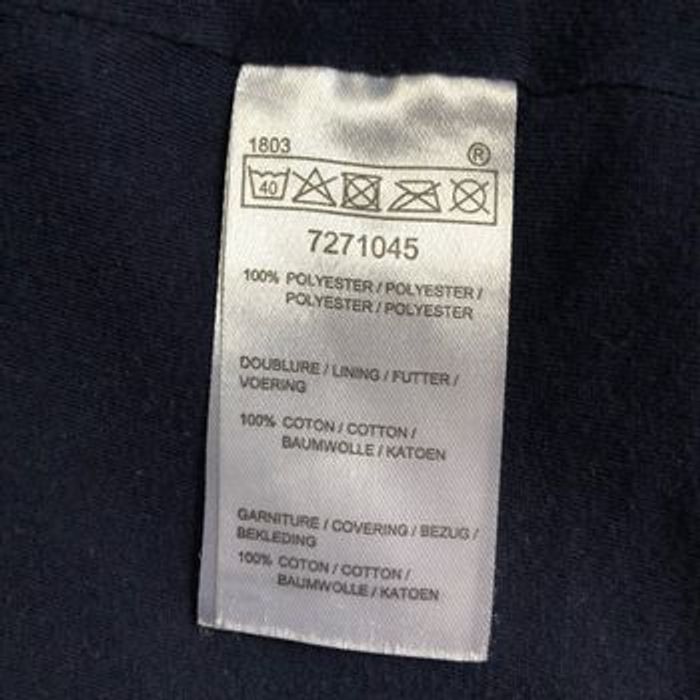 1803
®
40
7271045
100% POLYESTER / POLYESTER /
POLYESTER / POLYESTER
DOUBLURE / LINING / FUTTER /
VOERING
100% COTON / COTTON /
BAUMWOLLE / KATOEN
GARNITURE / COVERING / BEZUG /
BEKLEDING
100% COTON / COTTON /
BAUMWOLLE / KATOEN